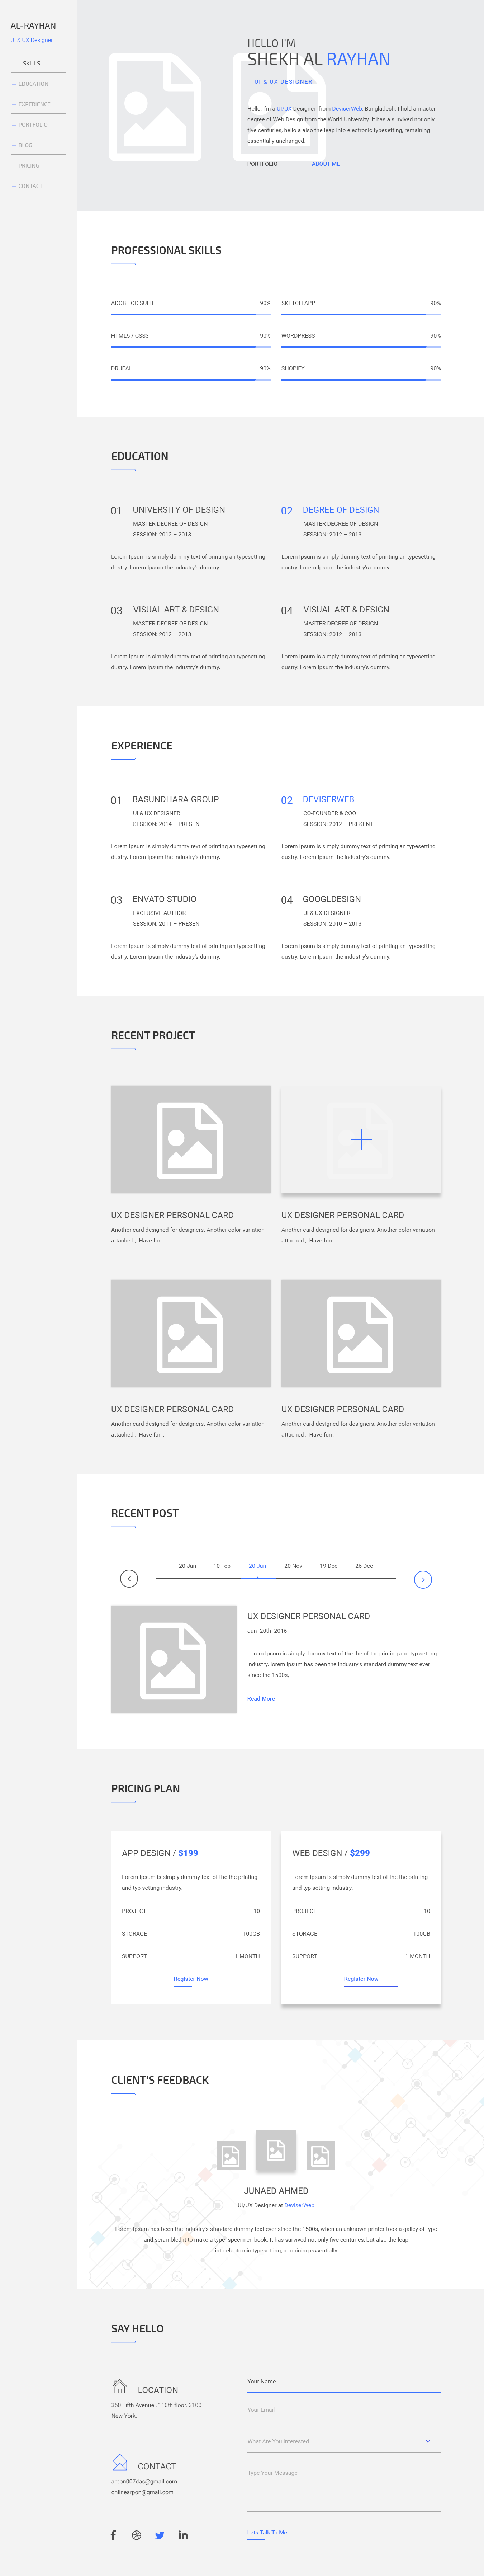 AL-RAYHAN
UI & UX Designer
SKILLS
EDUCATION
EXPERIENCE
PORTFOLIO
BLOG
PRICING
CONTACT
HELLO I'M
SHEKH AL RAYHAN
UI & UX DESIGNER
Hello, I'm a UI/UX Designer from DeviserWeb, Bangladesh. I hold a master
degree of Web Design from the World University. It has a survived not only
five centuries, hello a also the leap into electronic typesetting, remaining
essentially unchanged.
PORTFOLIO ABOUT ME
PROFESSIONAL SKILLS
ADOBE CC SUITE 90% SKETCH APP 90%
HTML5 / CSS3 90% WORDPRESS 90%
DRUPAL 90% SHOPIFY 90%
EDUCATION
01 UNIVERSITY OF DESIGN
MASTER DEGREE OF DESIGN
SESSION: 2012 – 2013
Lorem Ipsum is simply dummy text of printing an typesetting
dustry. Lorem Ipsum the industry's dummy.
02 DEGREE OF DESIGN
MASTER DEGREE OF DESIGN
SESSION: 2012 – 2013
Lorem Ipsum is simply dummy text of printing an typesetting
dustry. Lorem Ipsum the industry's dummy.
03 VISUAL ART & DESIGN
MASTER DEGREE OF DESIGN
SESSION: 2012 – 2013
Lorem Ipsum is simply dummy text of printing an typesetting
dustry. Lorem Ipsum the industry's dummy.
04 VISUAL ART & DESIGN
MASTER DEGREE OF DESIGN
SESSION: 2012 – 2013
Lorem Ipsum is simply dummy text of printing an typesetting
dustry. Lorem Ipsum the industry's dummy.
EXPERIENCE
01 BASUNDHARA GROUP
UI & UX DESIGNER
SESSION: 2014 – PRESENT
Lorem Ipsum is simply dummy text of printing an typesetting
dustry. Lorem Ipsum the industry's dummy.
02 DEVISERWEB
CO-FOUNDER & COO
SESSION: 2012 – PRESENT
Lorem Ipsum is simply dummy text of printing an typesetting
dustry. Lorem Ipsum the industry's dummy.
03 ENVATO STUDIO
EXCLUSIVE AUTHOR
SESSION: 2011 – PRESENT
Lorem Ipsum is simply dummy text of printing an typesetting
dustry. Lorem Ipsum the industry's dummy.
04 GOOGLDESIGN
UI & UX DESIGNER
SESSION: 2010 – 2013
Lorem Ipsum is simply dummy text of printing an typesetting
dustry. Lorem Ipsum the industry's dummy.
RECENT PROJECT
UX DESIGNER PERSONAL CARD
Another card designed for designers. Another color variation
attached , Have fun .
UX DESIGNER PERSONAL CARD
Another card designed for designers. Another color variation
attached , Have fun .
UX DESIGNER PERSONAL CARD
Another card designed for designers. Another color variation
attached , Have fun .
UX DESIGNER PERSONAL CARD
Another card designed for designers. Another color variation
attached , Have fun .
RECENT POST
20 Jan 10 Feb 20 Jun 20 Nov 19 Dec 26 Dec
UX DESIGNER PERSONAL CARD
Jun 20th 2016
Lorem Ipsum is simply dummy text of the the of theprinting and typ setting
industry. lorem Ipsum has been the industry's standard dummy text ever
since the 1500s,
Read More
PRICING PLAN
APP DESIGN / $199
Lorem Ipsum is simply dummy text of the the printing
and typ setting industry.
PROJECT 10
STORAGE 100GB
SUPPORT 1 MONTH
Register Now
WEB DESIGN / $299
Lorem Ipsum is simply dummy text of the the printing
and typ setting industry.
PROJECT 10
STORAGE 100GB
SUPPORT 1 MONTH
Register Now
CLIENT'S FEEDBACK
JUNAED AHMED
UI/UX Designer at DeviserWeb
Lorem Ipsum has been the industry's standard dummy text ever since the 1500s, when an unknown printer took a galley of type
and scrambled it to make a type specimen book. It has survived not only five centuries, but also the leap
into electronic typesetting, remaining essentially
SAY HELLO
LOCATION
350 Fifth Avenue , 110th floor. 3100
New York.
CONTACT
arpon007das@gmail.com
onlinearpon@gmail.com
Your Name
Your Email
What Are You Interested
Type Your Message
Lets Talk To Me